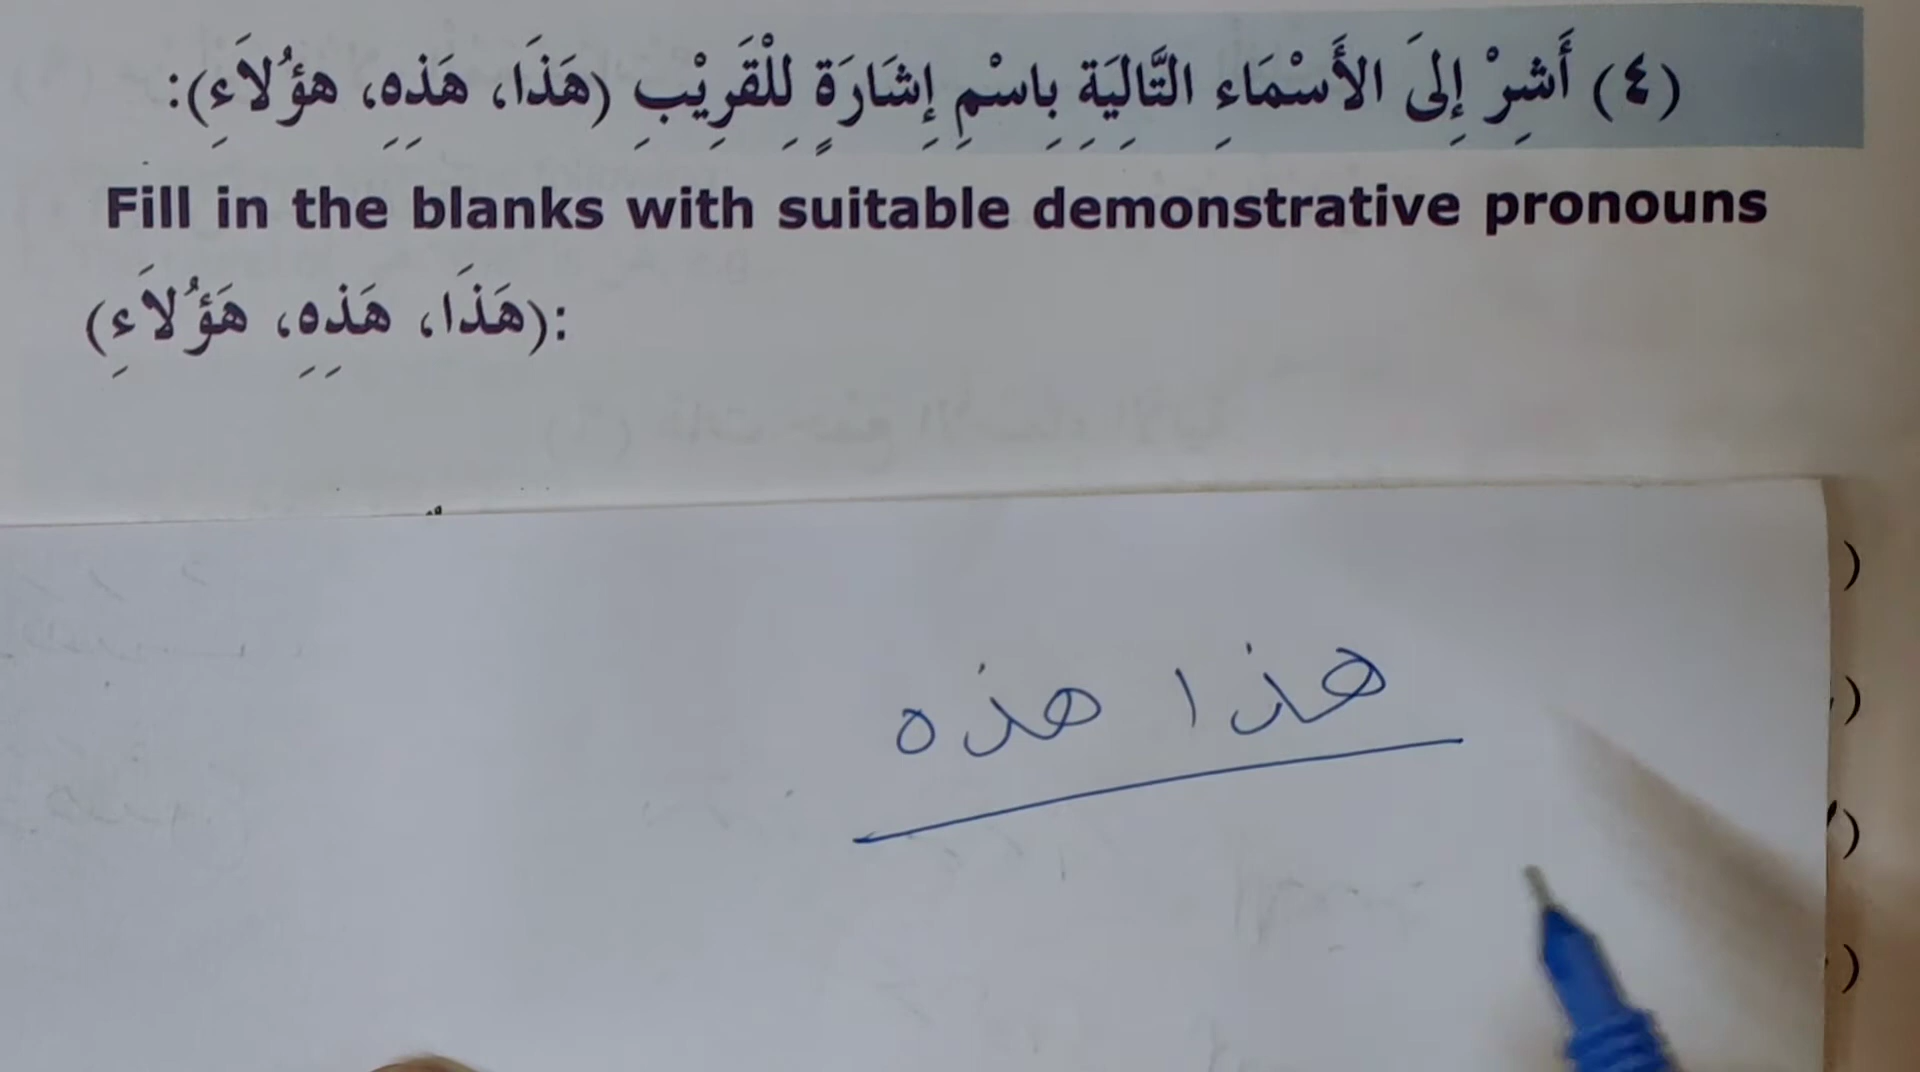 (٤) أَشِرْ إِلَى الأَسْمَاءِ التَّالِيَةِ بِاسْمِ إِشَارَةٍ لِلْقَرِيْبِ (هَذَا، هَذِهِ، هؤُلاَءِ):
Fill in the blanks with suitable demonstrative pronouns
:(هَذَا، هَذِهِ، هَؤُلاَءِ)
هذا هذه